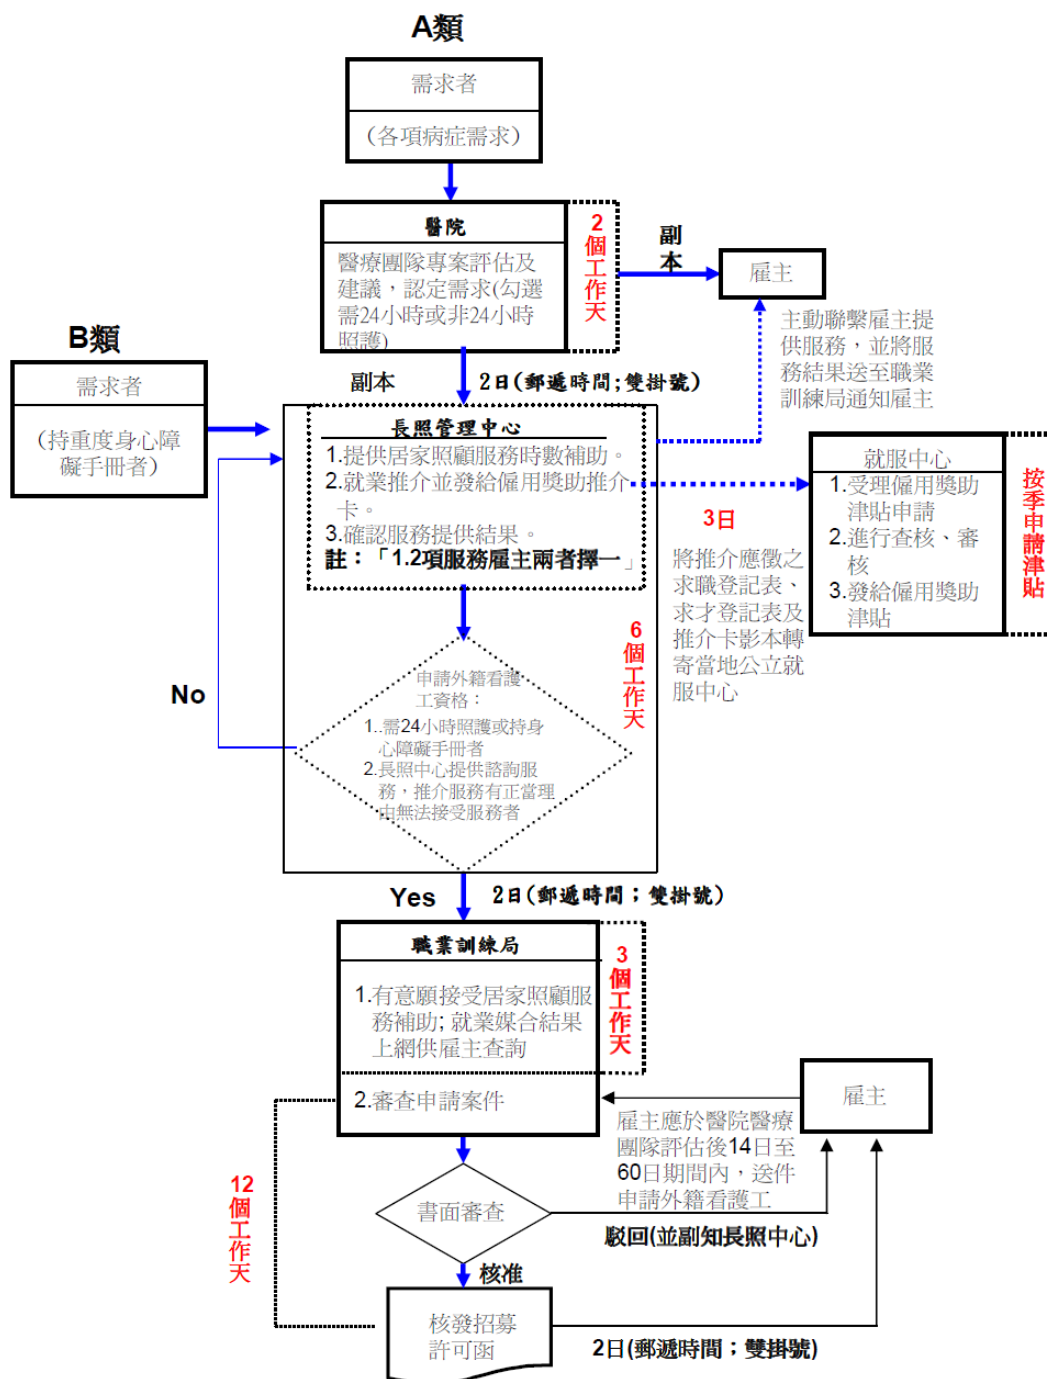 A類
需求者
（各項病症需求）
醫院
醫療團隊專案評估及
建議，認定需求(勾選
需24小時或非24小時
照護)
2
個
工
作
天
副
本
雇主
主動聯繫雇主提
供服務，並將服
務結果送至職業
訓練局通知雇主
B類
需求者
（持重度身心障
礙手冊者）
副本
2日(郵遞時間;雙掛號)
長照管理中心
1.提供居家照顧服務時數補助。
2.就業推介並發給僱用獎助推介
卡。
3.確認服務提供結果。
註：「1.2項服務雇主兩者擇一」
3日
將推介應徵之
求職登記表、
求才登記表及
推介卡影本轉
寄當地公立就
服中心
就服中心
1.受理僱用獎助
津貼申請
2.進行查核、審
核
3.發給僱用獎助
津貼
按
季
申
請
津
貼
6
個
工
作
天
No
申請外籍看護
工資格：
1..需24小時照護或持身
心障礙手冊者
2.長照中心提供諮詢服
務，推介服務有正當理
由無法接受服務者
Yes
2日(郵遞時間；雙掛號)
職業訓練局
1.有意願接受居家照顧服
務補助; 就業媒合結果
上網供雇主查詢
2.審查申請案件
3
個
工
作
天
雇主
雇主應於醫院醫療
團隊評估後14日至
60日期間內，送件
申請外籍看護工
12
個
工
作
天
書面審查
駁回(並副知長照中心)
核准
核發招募
許可函
2日(郵遞時間；雙掛號)